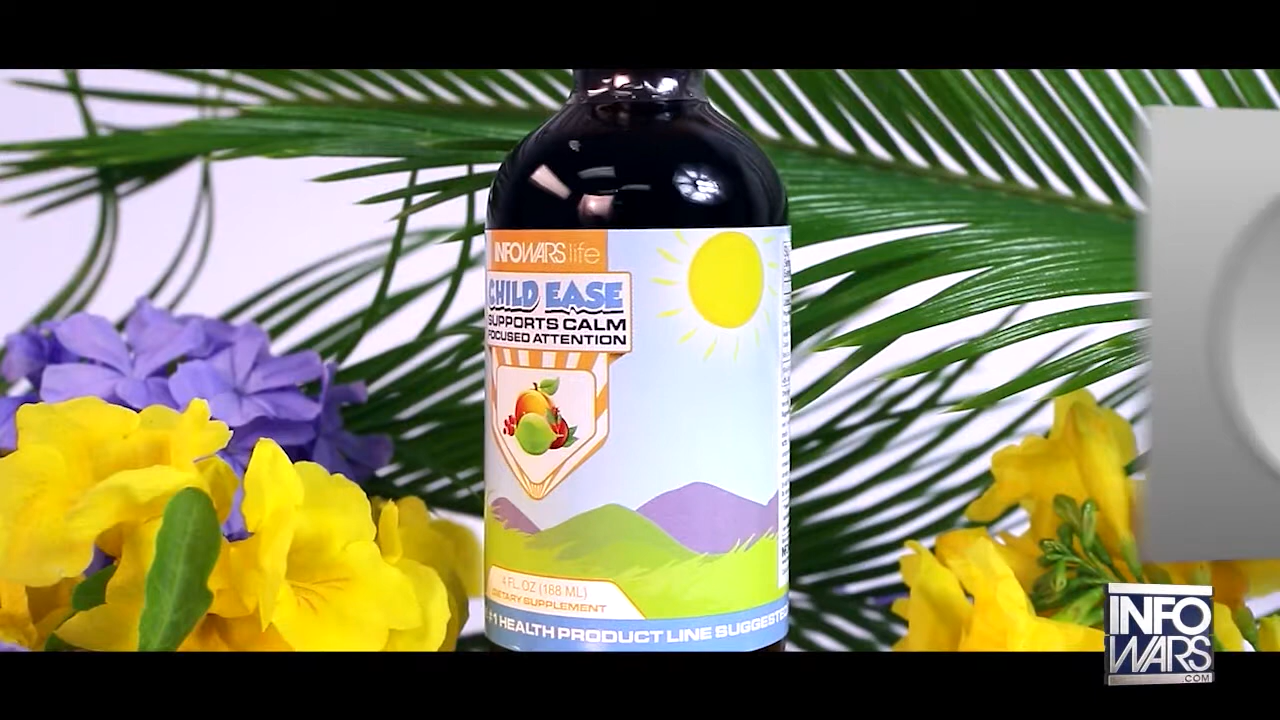 INFOWARS life
CHILD EASE
SUPPORTS CALM
FOCUSED ATTENTION
4 FL. OZ (188 ML)
DIETARY SUPPLEMENT
#1 HEALTH PRODUCT LINE SUGGESTED
INFO
WARS
.COM